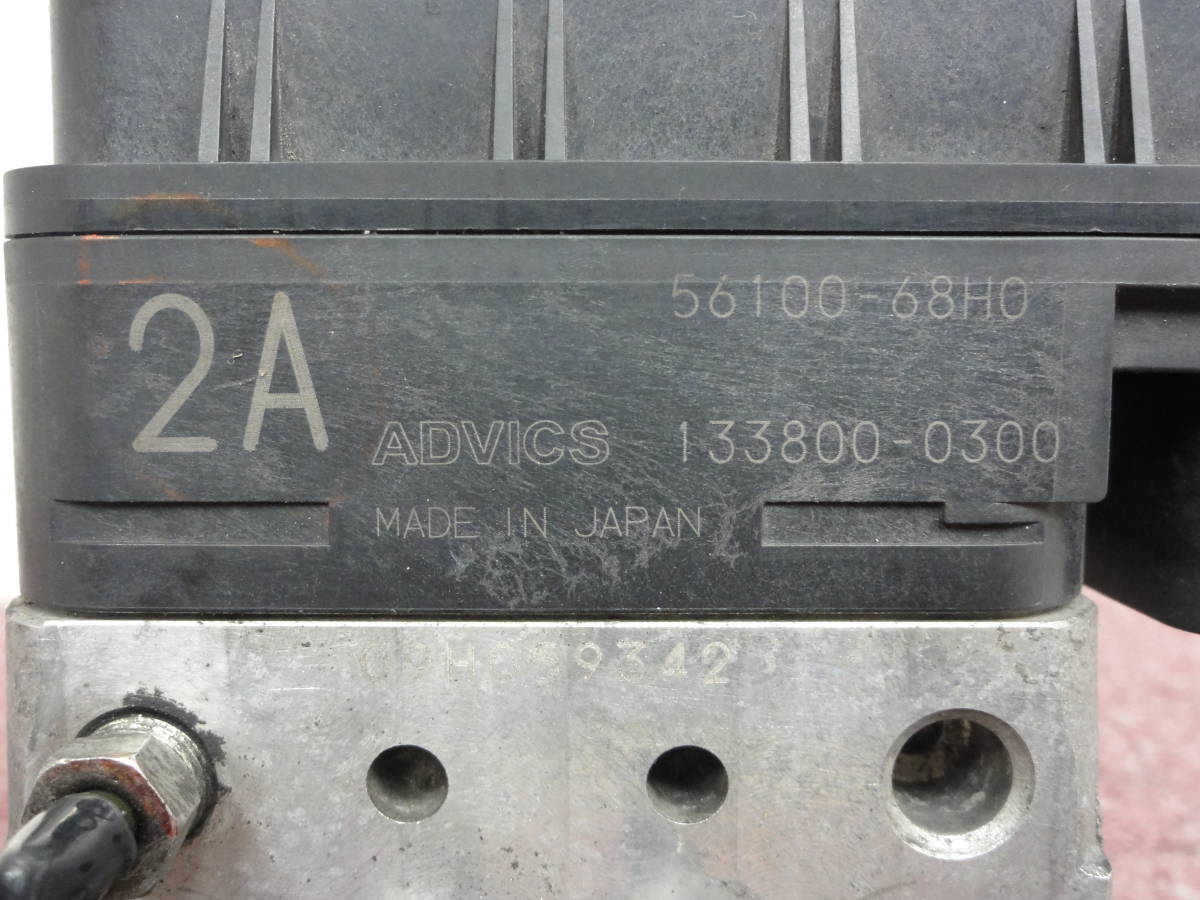 56100-68H0
2A
ADVICS 133800-0300
MADE IN JAPAN